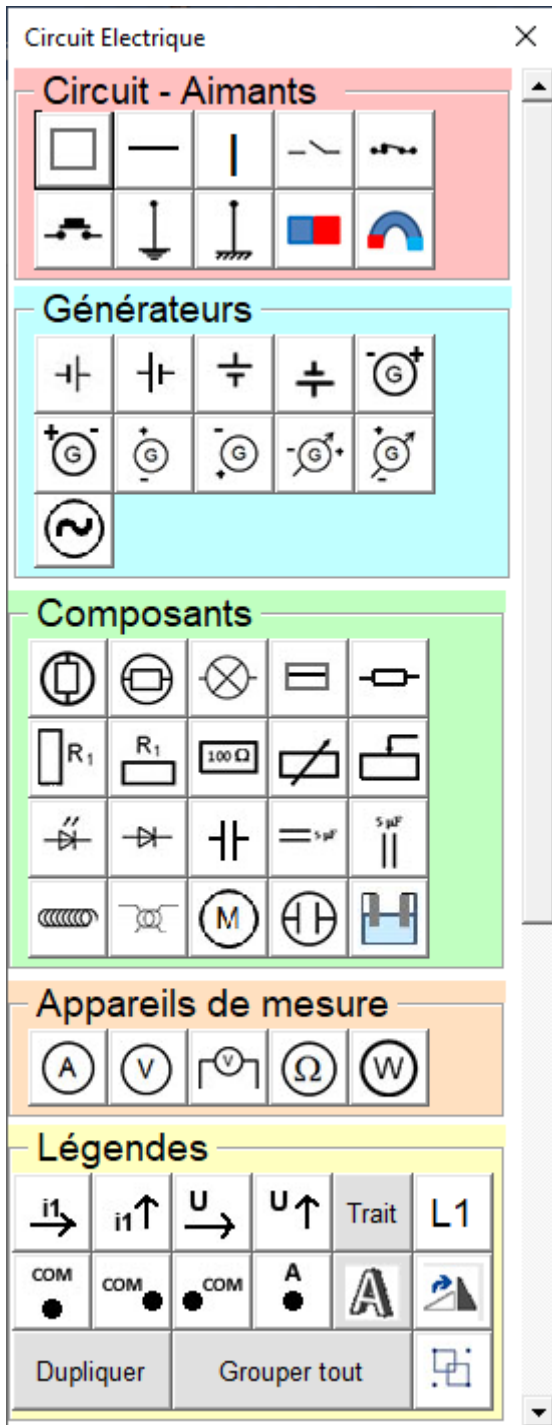 Circuit Electrique
Circuit - Aimants
Générateurs
- G +
+ G - + G - - G + - G + + G -
Composants
R1 R1 100 Ω
5 µF 5 µF
M
Appareils de mesure
A V V Ω W
Légendes
i1 i1 U U Trait L1
COM COM COM A A
Dupliquer Grouper tout